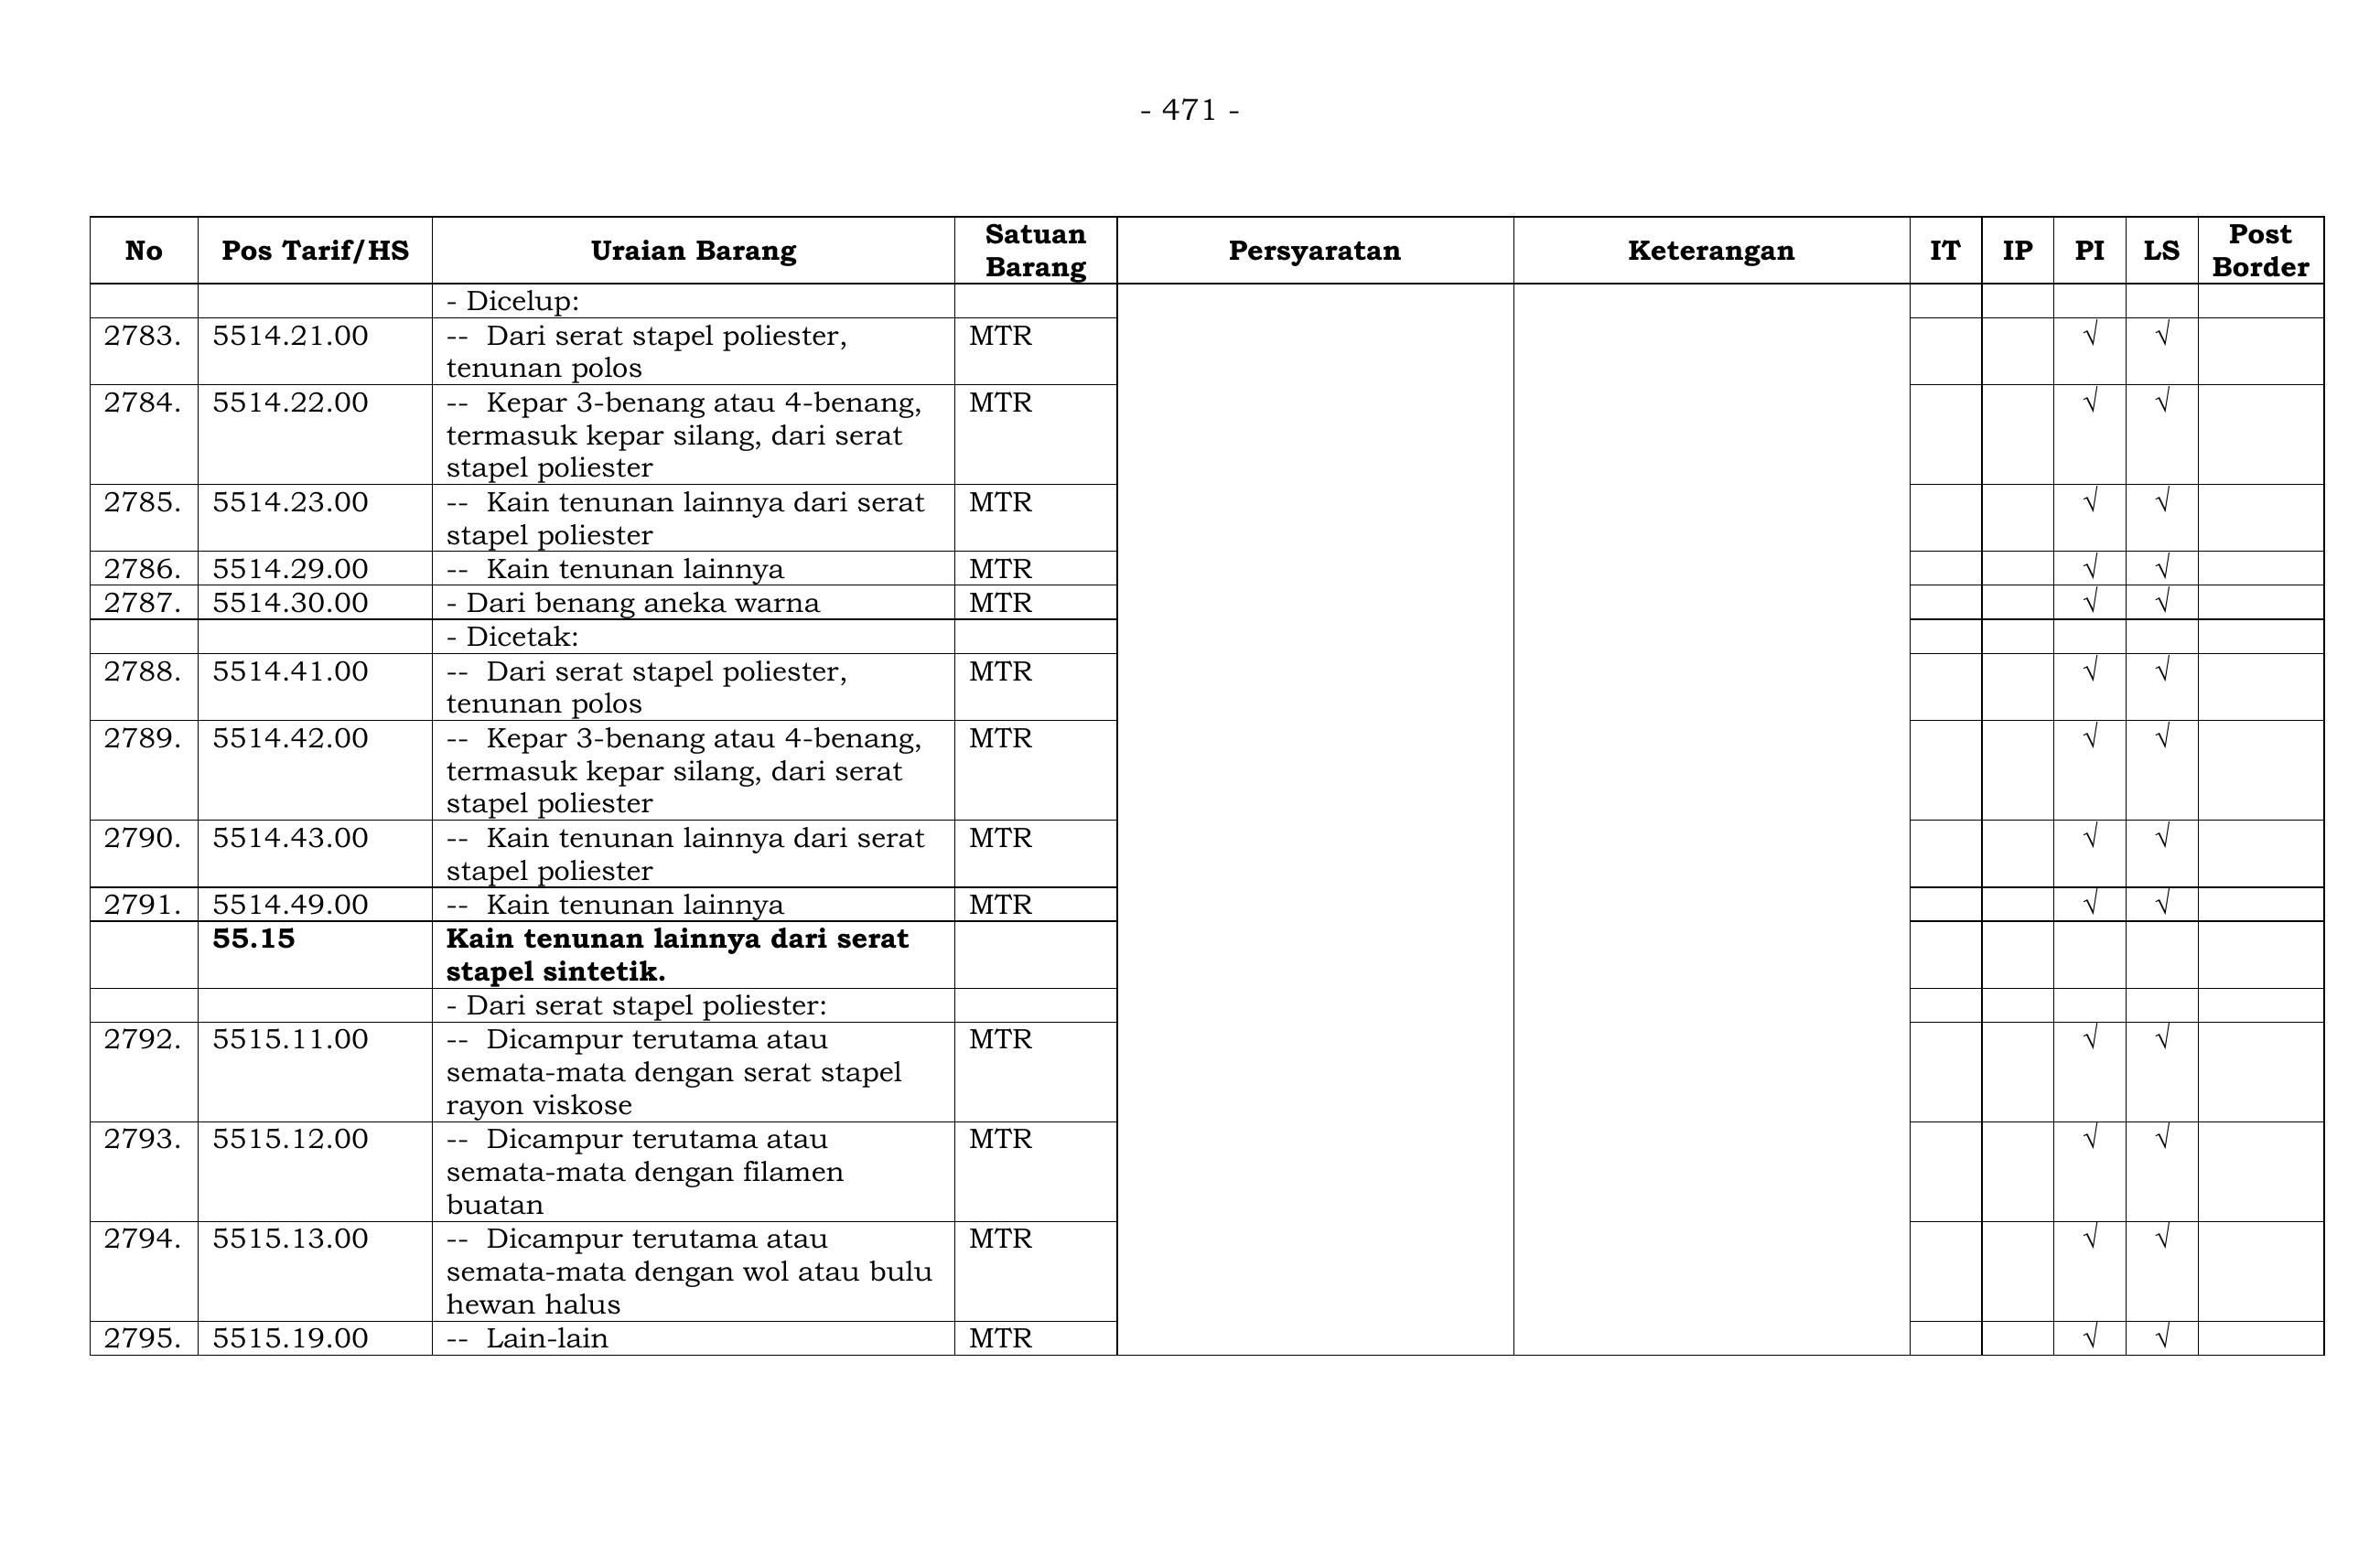 - 471 -
No Pos Tarif/HS Uraian Barang Satuan Barang Persyaratan Keterangan IT IP PI LS Post Border
- Dicelup:
2783. 5514.21.00 -- Dari serat stapel poliester, MTR √ √
tenunan polos
2784. 5514.22.00 -- Kepar 3-benang atau 4-benang, MTR √ √
termasuk kepar silang, dari serat
stapel poliester
2785. 5514.23.00 -- Kain tenunan lainnya dari serat MTR √ √
stapel poliester
2786. 5514.29.00 -- Kain tenunan lainnya MTR √ √
2787. 5514.30.00 - Dari benang aneka warna MTR √ √
- Dicetak:
2788. 5514.41.00 -- Dari serat stapel poliester, MTR √ √
tenunan polos
2789. 5514.42.00 -- Kepar 3-benang atau 4-benang, MTR √ √
termasuk kepar silang, dari serat
stapel poliester
2790. 5514.43.00 -- Kain tenunan lainnya dari serat MTR √ √
stapel poliester
2791. 5514.49.00 -- Kain tenunan lainnya MTR √ √
55.15 Kain tenunan lainnya dari serat
stapel sintetik.
- Dari serat stapel poliester:
2792. 5515.11.00 -- Dicampur terutama atau MTR √ √
semata-mata dengan serat stapel
rayon viskose
2793. 5515.12.00 -- Dicampur terutama atau MTR √ √
semata-mata dengan filamen
buatan
2794. 5515.13.00 -- Dicampur terutama atau MTR √ √
semata-mata dengan wol atau bulu
hewan halus
2795. 5515.19.00 -- Lain-lain MTR √ √